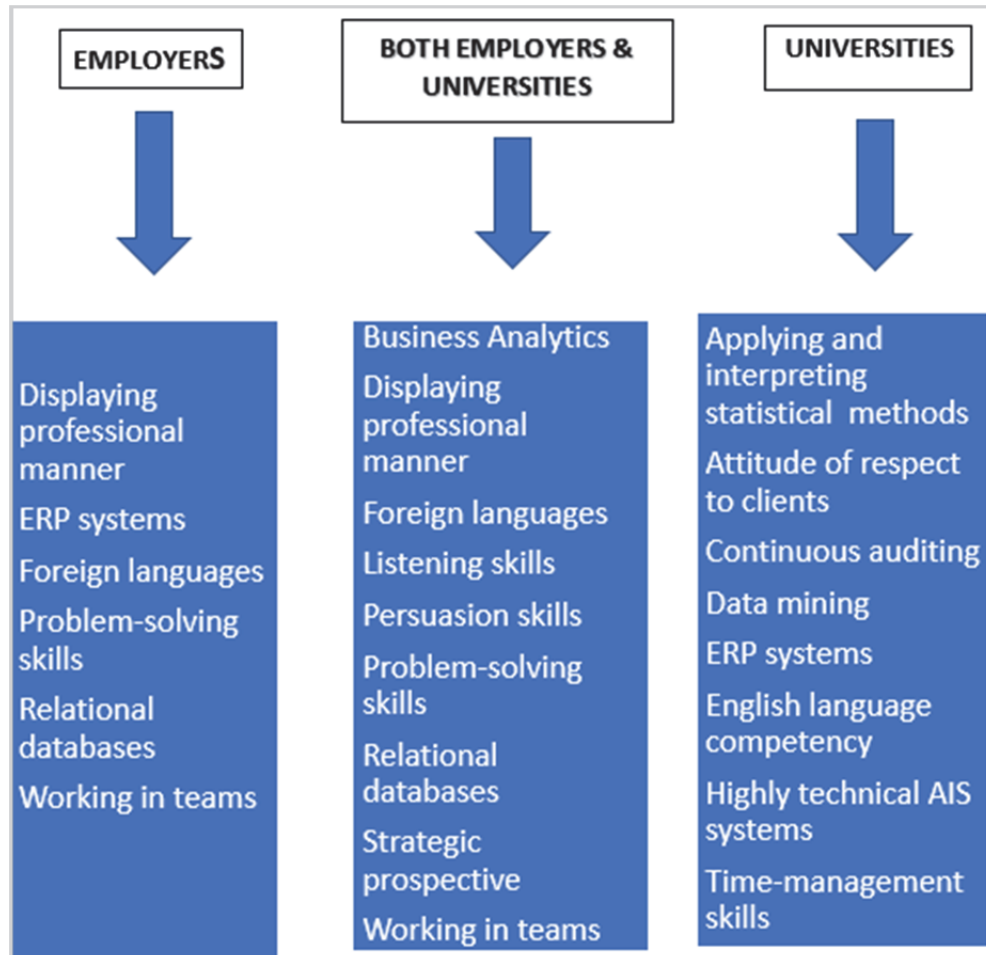 EMPLOYERS
BOTH EMPLOYERS &
UNIVERSITIES
UNIVERSITIES
Displaying
professional
manner
ERP systems
Foreign languages
Problem-solving
skills
Relational
databases
Working in teams
Business Analytics
Displaying
professional
manner
Foreign languages
Listening skills
Persuasion skills
Problem-solving
skills
Relational
databases
Strategic
prospective
Working in teams
Applying and
interpreting
statistical methods
Attitude of respect
to clients
Continuous auditing
Data mining
ERP systems
English language
competency
Highly technical AIS
systems
Time-management
skills